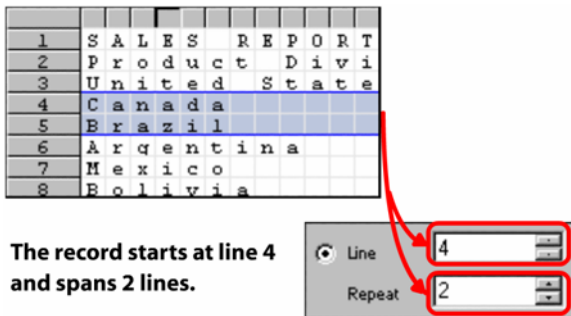 1 SALES REPORT
2 Product Divi
3 United State
4 Canada
5 Brazil
6 Argentina
7 Mexico
8 Bolivia
The record starts at line 4
and spans 2 lines.
Line 4
Repeat 2